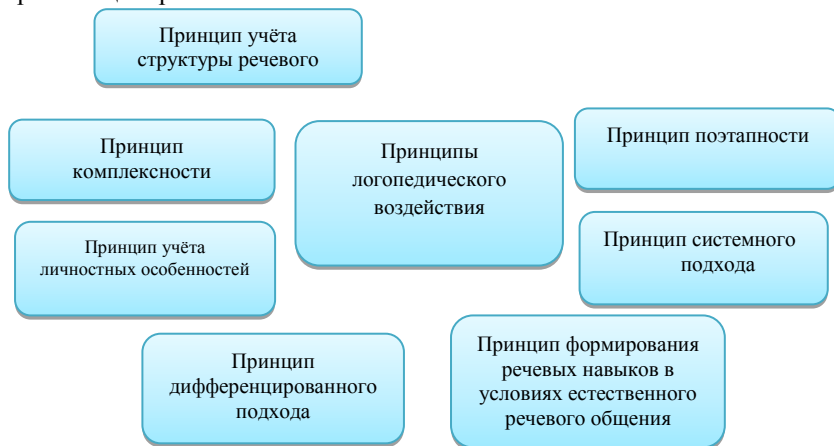 Принцип учёта
структуры речевого
Принцип
комплексности
Принципы
логопедического
воздействия
Принцип поэтапности
Принцип учёта
личностных особенностей
Принцип системного
подхода
Принцип
дифференцированного
подхода
Принцип формирования
речевых навыков в
условиях естественного
речевого общения